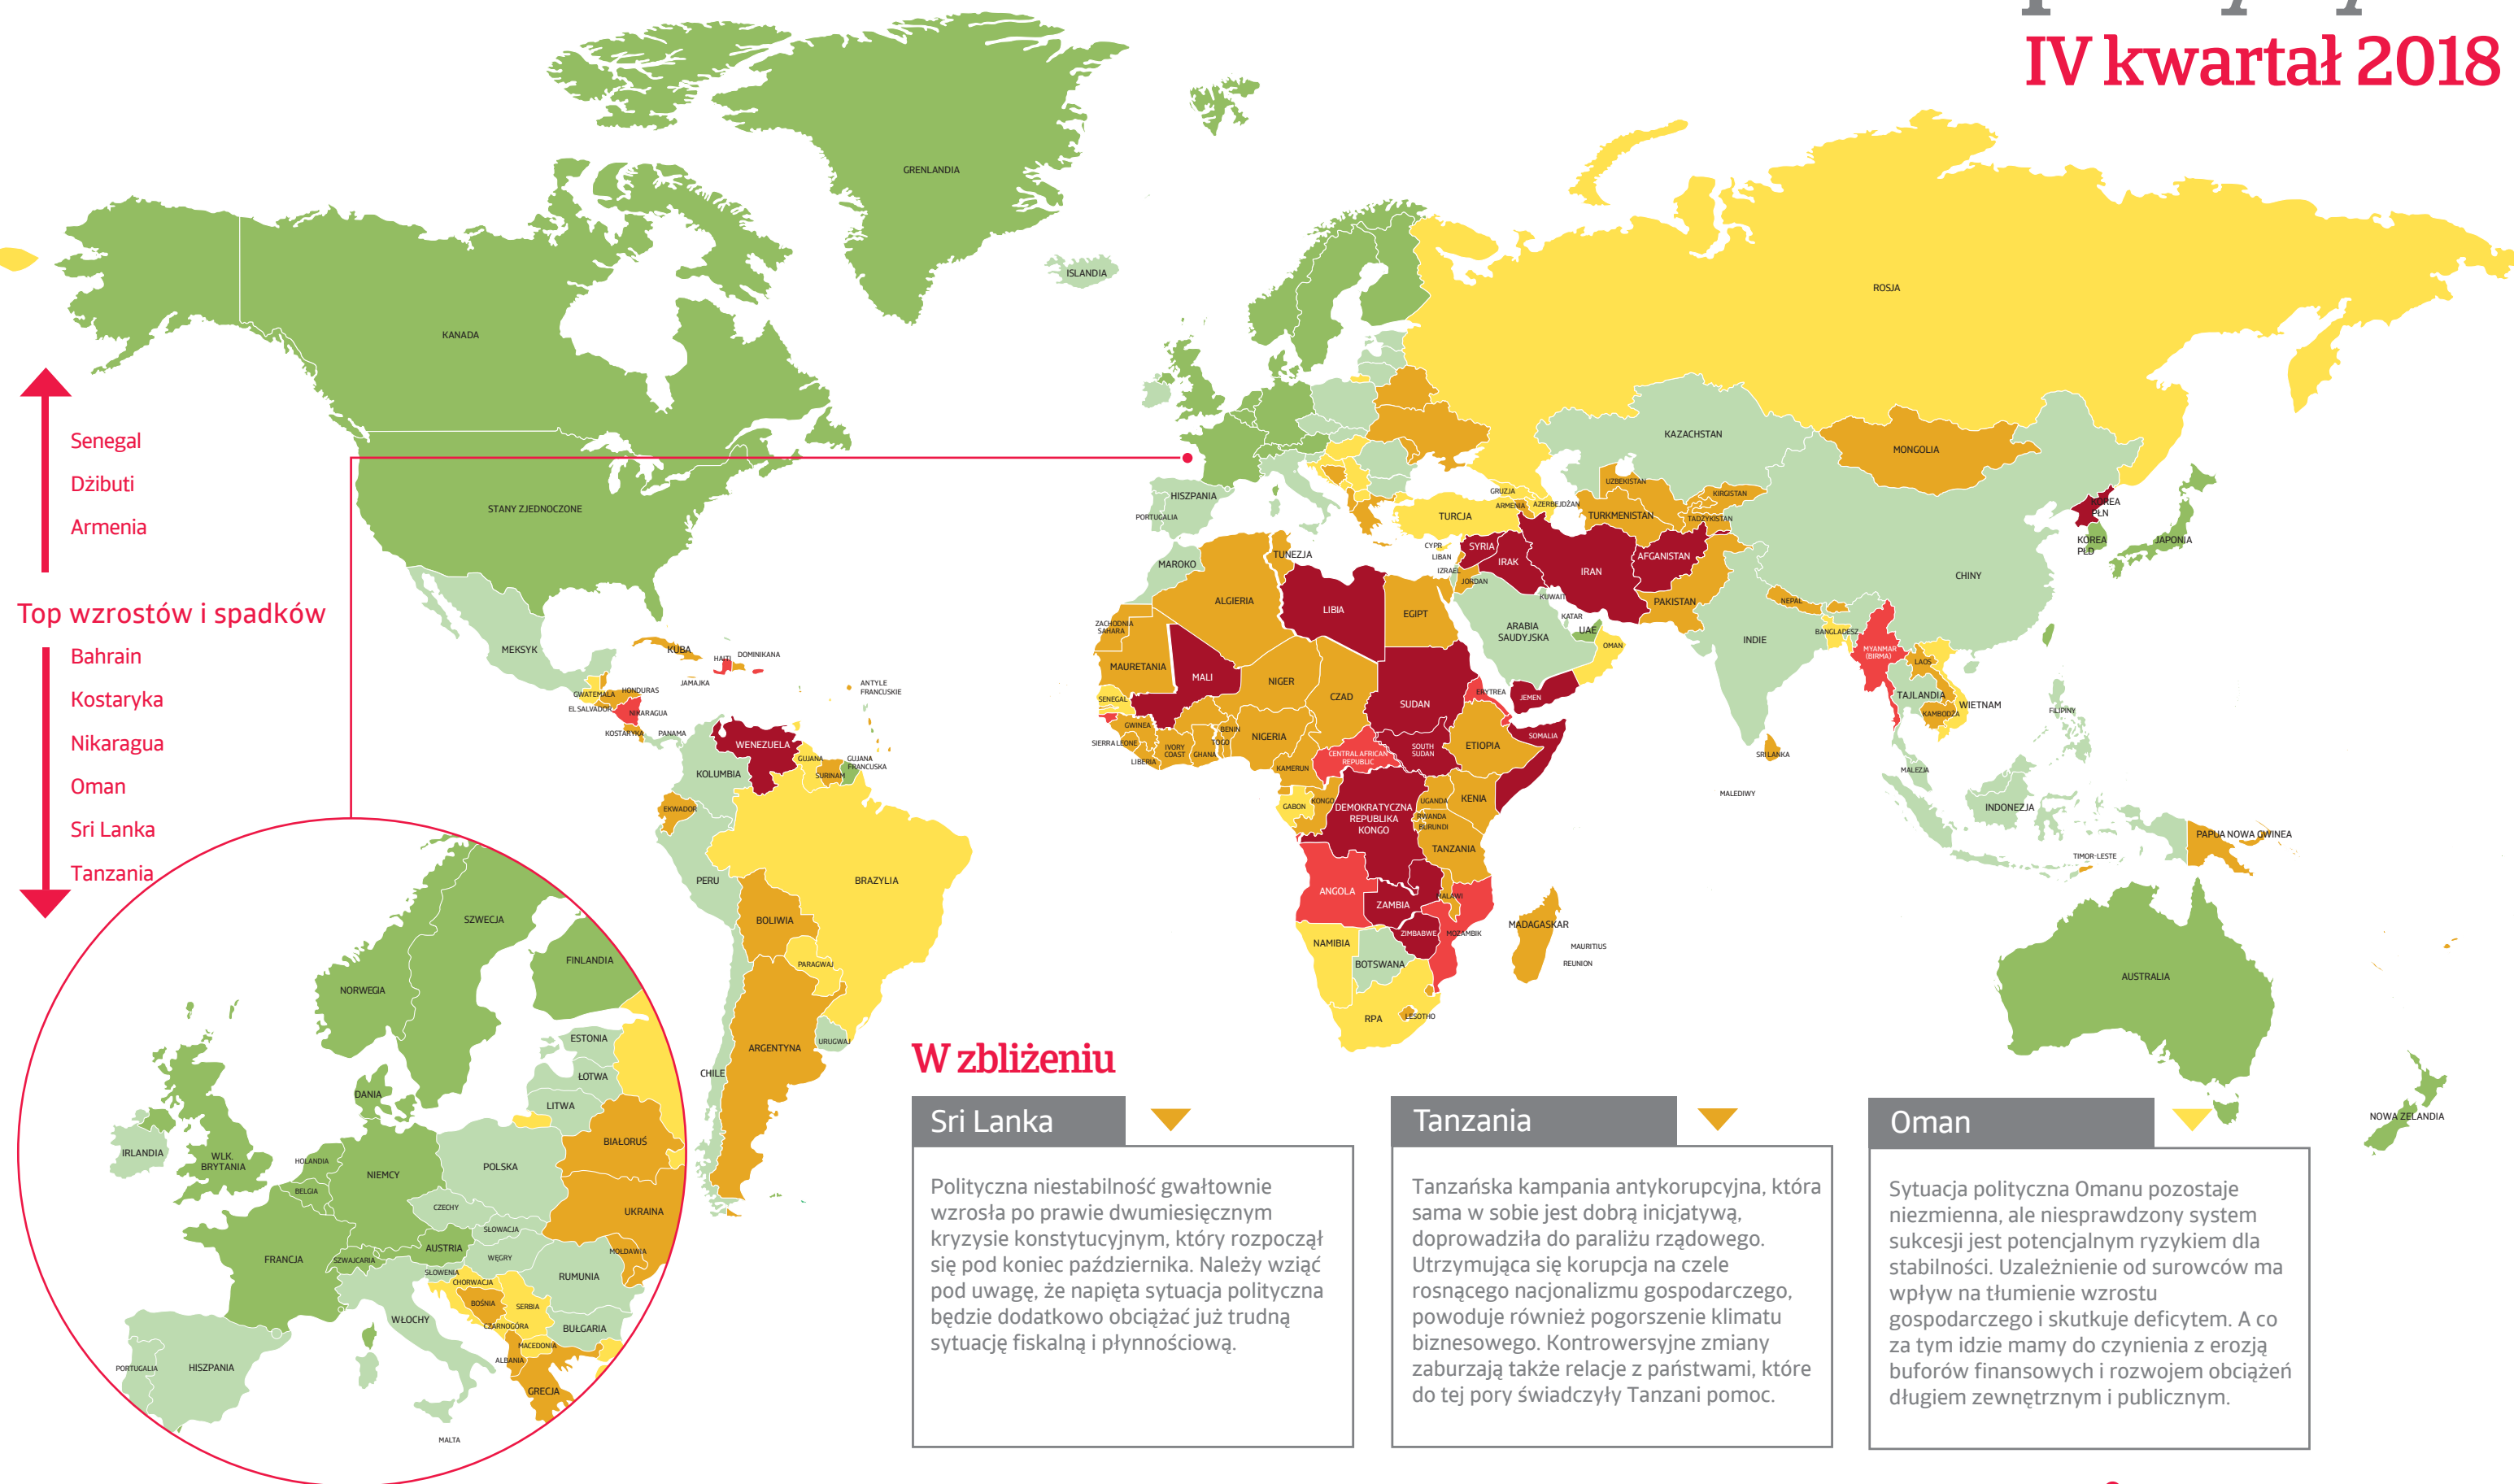 IV kwartał 2018
GRENLANDIA
ISLANDIA
KANADA
ROSJA
STANY ZJEDNOCZONE
MEKSYK
KUBA
HAITI
DOMINIKANA
JAMAJKA
ANTYLE
FRANCUSKIE
GWATEMALA
HONDURAS
EL SALVADOR
NIKARAGUA
KOSTARYKA
PANAMA
WENEZUELA
KOLUMBIA
GUJANA
SURINAM
GUJANA
FRANCUSKA
EKWADOR
PERU
BRAZYLIA
BOLIWIA
PARAGWAJ
ARGENTYNA
URUGWAJ
CHILE
HISZPANIA
PORTUGALIA
MAROKO
TUNEZJA
ALGIERIA
LIBIA
EGIPT
ZACHODNIA
SAHARA
MAURETANIA
MALI
NIGER
CZAD
SUDAN
ERYTREA
SENEGAL
GWINEA
SIERRA LEONE
LIBERIA
IVORY
COAST
GHANA
TOGO
BENIN
NIGERIA
KAMERUN
CENTRAL AFRICAN
REPUBLIC
SOUTH
SUDAN
ETIOPIA
SOMALIA
GABON
KONGO
DEMOKRATYCZNA
REPUBLIKA
KONGO
UGANDA
KENIA
RWANDA
BURUNDI
TANZANIA
ANGOLA
ZAMBIA
MALAWI
MOZAMBIK
ZIMBABWE
NAMIBIA
BOTSWANA
RPA
LESOTHO
MADAGASKAR
MAURITIUS
REUNION
TURCJA
GRUZJA
ARMENIA
AZERBEJDŻAN
CYPR
LIBAN
IZRAEL
SYRIA
IRAK
JORDAN
KUWAIT
KATAR
UAE
ARABIA
SAUDYJSKA
OMAN
JEMEN
IRAN
AFGANISTAN
PAKISTAN
KAZACHSTAN
UZBEKISTAN
TURKMENISTAN
KIRGISTAN
TADŻYKISTAN
MONGOLIA
CHINY
KOREA
PŁN
KOREA
PŁD
JAPONIA
INDIE
NEPAL
BANGLADESZ
SRI LANKA
MALEDIWY
MYANMAR
(BIRMA)
LAOS
TAJLANDIA
WIETNAM
KAMBODŻA
FILIPINY
MALEZJA
INDONEZJA
TIMOR-LESTE
PAPUA NOWA GWINEA
AUSTRALIA
NOWA ZELANDIA
Senegal
Dżibuti
Armenia
Top wzrostów i spadków
Bahrain
Kostaryka
Nikaragua
Oman
Sri Lanka
Tanzania
SZWECJA
FINLANDIA
NORWEGIA
ESTONIA
ŁOTWA
LITWA
DANIA
BIAŁORUŚ
IRLANDIA
WLK.
BRYTANIA
HOLANDIA
BELGIA
NIEMCY
POLSKA
CZECHY
SŁOWACJA
UKRAINA
FRANCJA
SZWAJCARIA
AUSTRIA
WĘGRY
MOŁDAWIA
SŁOWENIA
CHORWACJA
RUMUNIA
BOŚNIA
SERBIA
WŁOCHY
CZARNOGÓRA
BUŁGARIA
MACEDONIA
ALBANIA
GRECJA
PORTUGALIA
HISZPANIA
MALTA
W zbliżeniu
Sri Lanka
Polityczna niestabilność gwałtownie
wzrosła po prawie dwumiesięcznym
kryzysie konstytucyjnym, który rozpoczął
się pod koniec października. Należy wziąć
pod uwagę, że napięta sytuacja polityczna
będzie dodatkowo obciążać już trudną
sytuację fiskalną i płynnościową.
Tanzania
Tanzańska kampania antykorupcyjna, która
sama w sobie jest dobrą inicjatywą,
doprowadziła do paraliżu rządowego.
Utrzymująca się korupcja na czele
rosnącego nacjonalizmu gospodarczego,
powoduje również pogorszenie klimatu
biznesowego. Kontrowersyjne zmiany
zaburzają także relacje z państwami, które
do tej pory świadczyły Tanzani pomoc.
Oman
Sytuacja polityczna Omanu pozostaje
niezmienna, ale niesprawdzony system
sukcesji jest potencjalnym ryzykiem dla
stabilności. Uzależnienie od surowców ma
wpływ na tłumienie wzrostu
gospodarczego i skutkuje deficytem. A co
za tym idzie mamy do czynienia z erozją
buforów finansowych i rozwojem obciążeń
długiem zewnętrznym i publicznym.